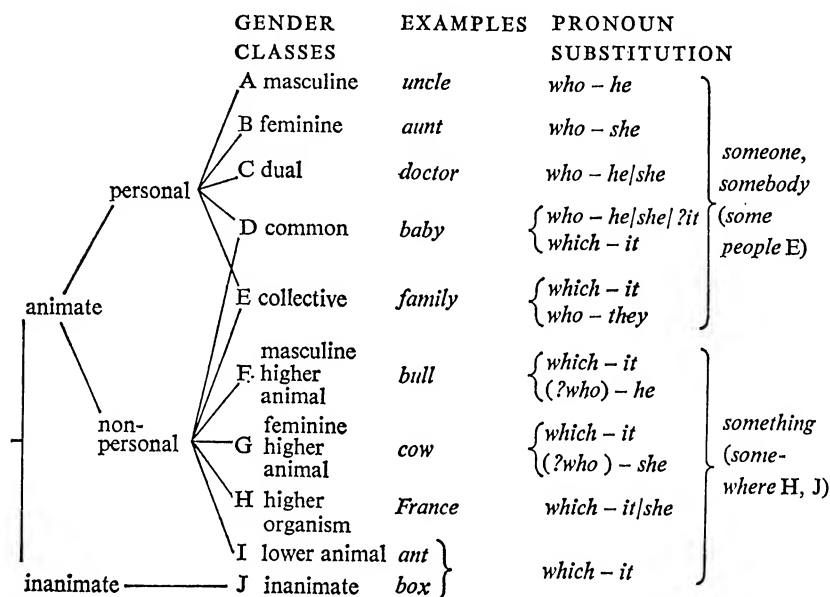 GENDER EXAMPLES PRONOUN
CLASSES SUBSTITUTION
A masculine uncle who – he
B feminine aunt who – she
C dual doctor who – he/she
personal
D common baby who – he/she/ ?it
which – it
someone,
somebody
(some
people E)
E collective family which – it
who – they
animate
masculine
F higher bull which – it
animal (?who) – he
non-
personal
feminine
G higher cow which – it
animal (?who) – she
something
(some-
where H, J)
H higher France which – it/she
organism
I lower animal ant
which – it
inanimate J inanimate box